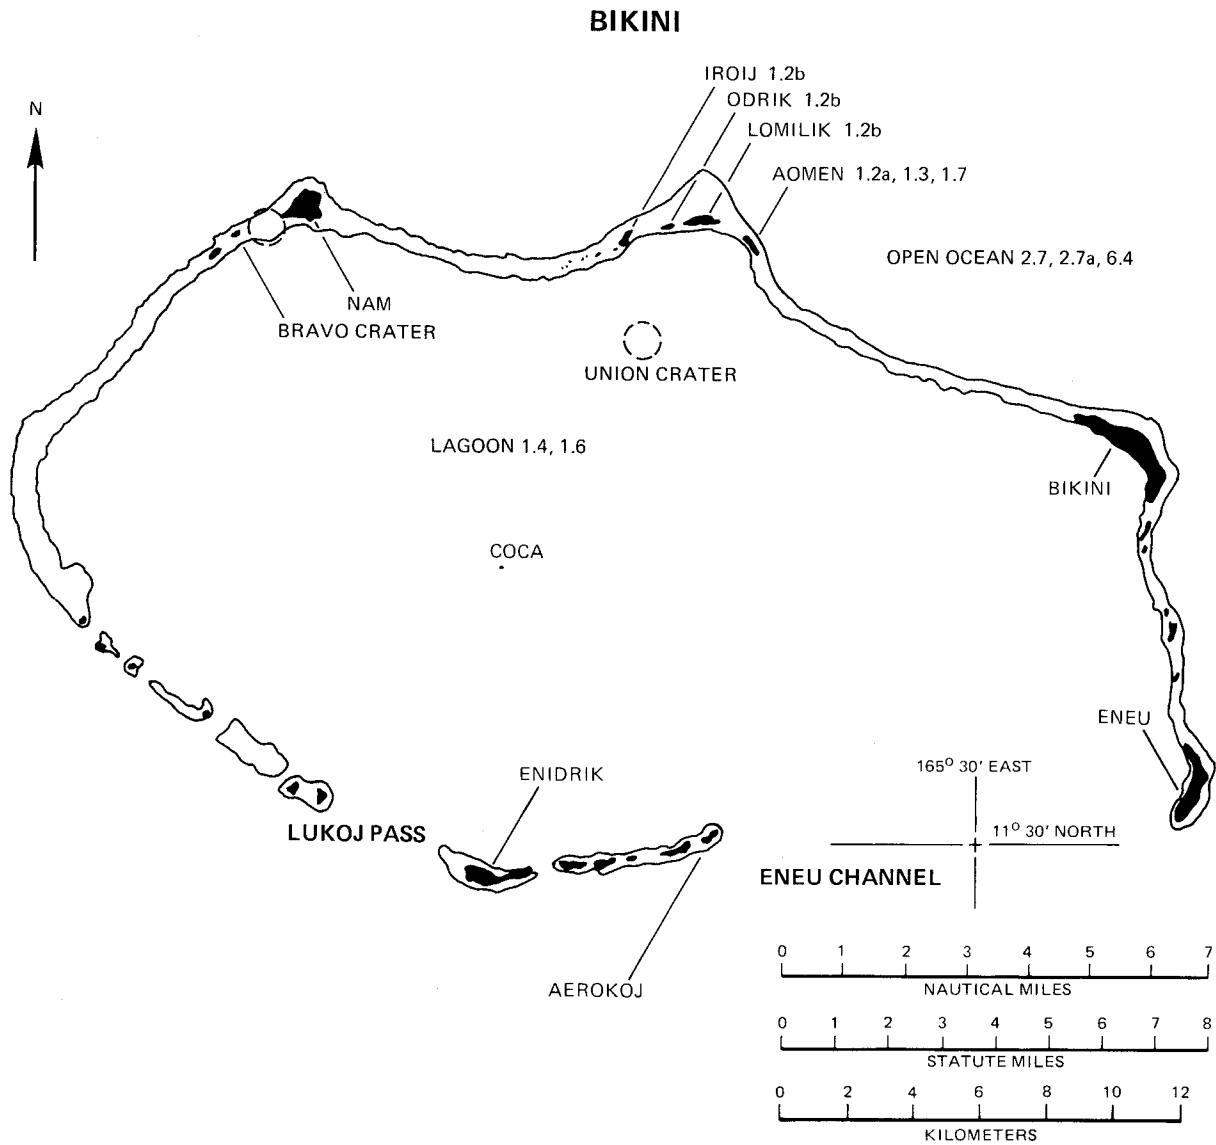 BIKINI
IROIJ 1.2b
N
ODRIK 1.2b
LOMILIK 1.2b
AOMEN 1.2a, 1.3, 1.7
OPEN OCEAN 2.7, 2.7a, 6.4
NAM
BRAVO CRATER
UNION CRATER
LAGOON 1.4, 1.6
BIKINI
COCA
ENEU
165° 30' EAST
ENIDRIK
LUKOJ PASS
11° 30' NORTH
ENEU CHANNEL
AEROKOJ
0 1 2 3 4 5 6 7
NAUTICAL MILES
0 1 2 3 4 5 6 7 8
STATUTE MILES
0 2 4 6 8 10 12
KILOMETERS